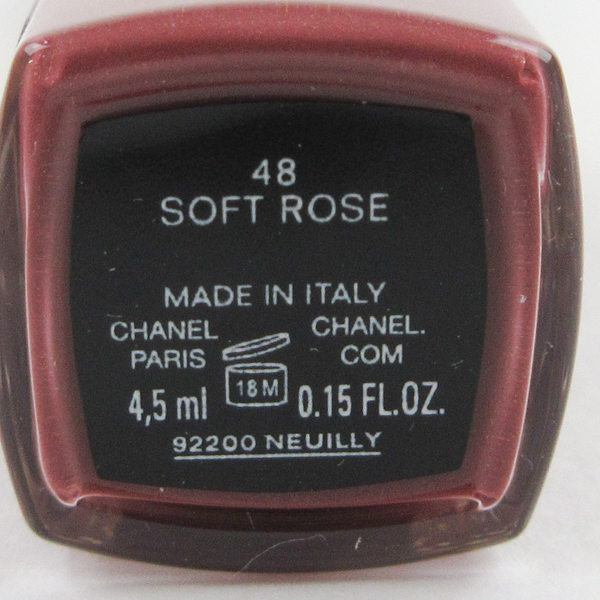 48
SOFT ROSE
MADE IN ITALY
CHANEL CHANEL.
PARIS COM
18 M
4,5 ml 0.15 FL.OZ.
92200 NEUILLY